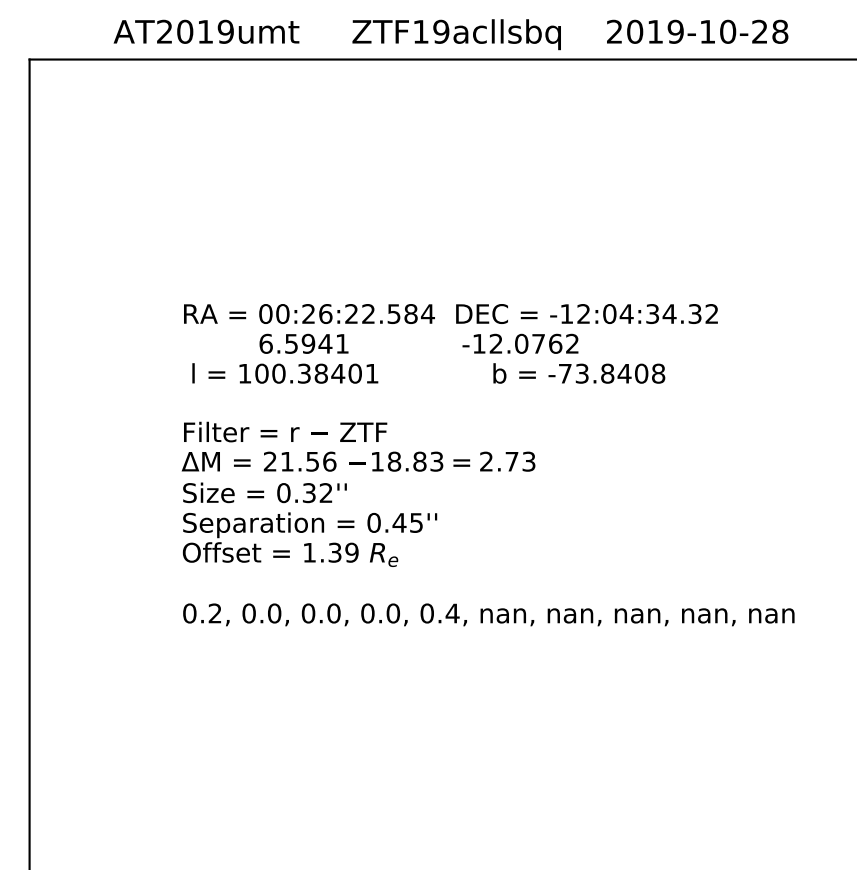 AT2019umt ZTF19acllsbq 2019-10-28
RA = 00:26:22.584 DEC = -12:04:34.32
6.5941 -12.0762
l = 100.38401 b = -73.8408
Filter = r − ZTF
ΔM = 21.56 −18.83 = 2.73
Size = 0.32''
Separation = 0.45''
Offset = 1.39 Rₑ
0.2, 0.0, 0.0, 0.0, 0.4, nan, nan, nan, nan, nan